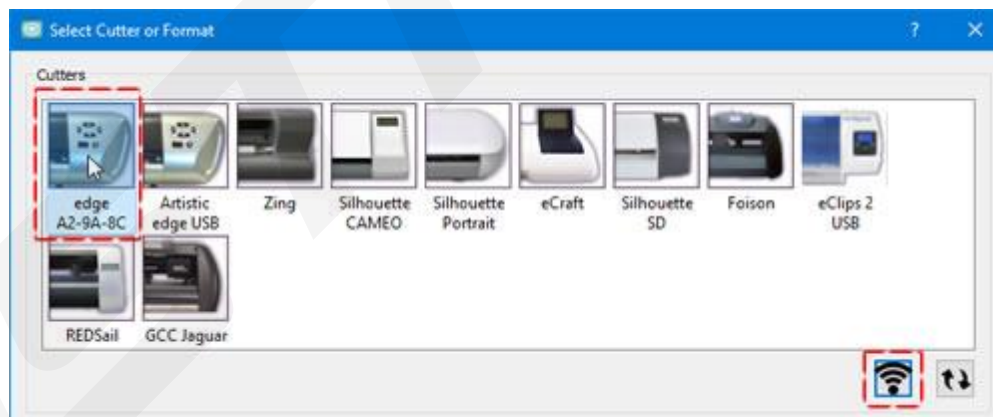 Select Cutter or Format
Cutters
edge Artistic Zing Silhouette Silhouette eCraft Silhouette Foison eClips 2
A2-9A-8C edge USB CAMEO Portrait SD USB
REDSail GCC Jaguar